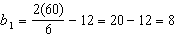 b₁ = 2(60)/6 − 12 = 20 − 12 = 8